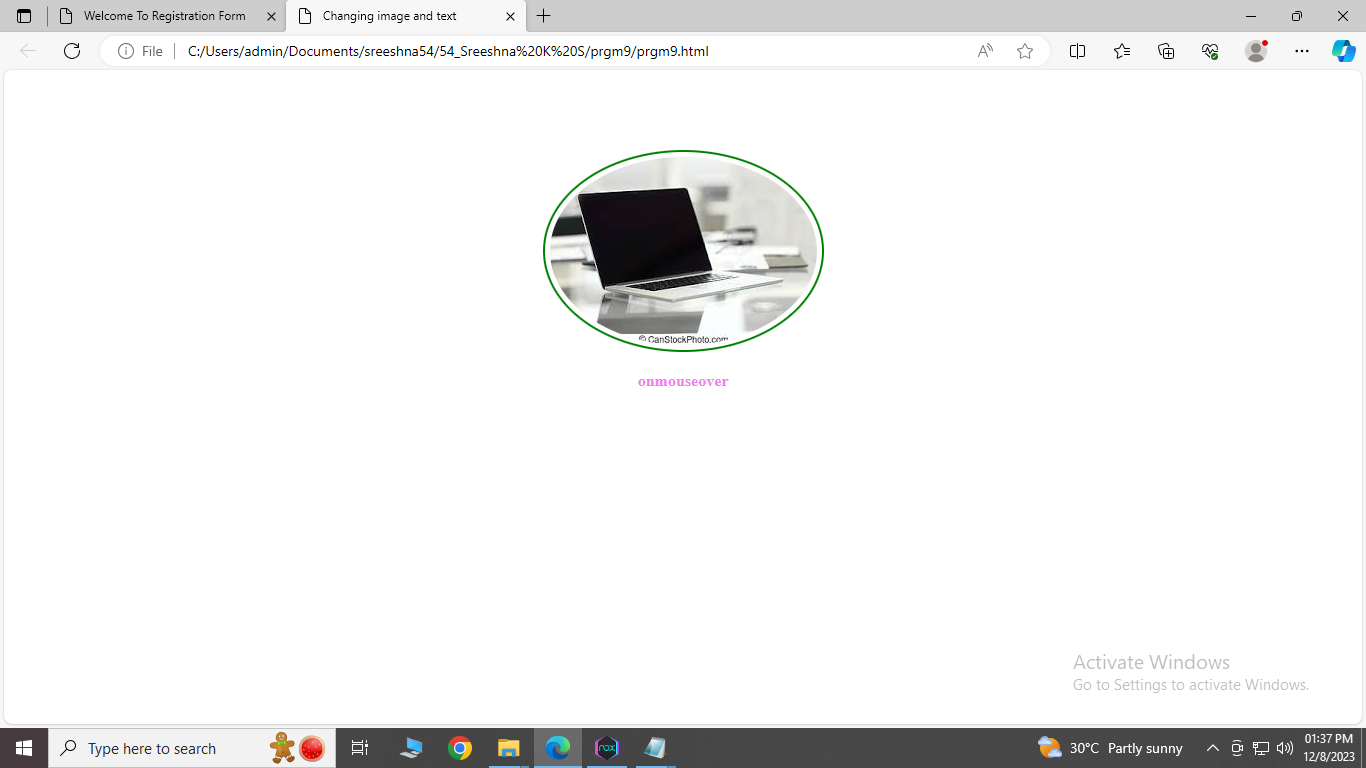 Welcome To Registration Form
Changing image and text
File
C:/Users/admin/Documents/sreeshna54/54_Sreeshna%20K%20S/prgm9/prgm9.html
© CanStockPhoto.com
onmouseover
Activate Windows
Go to Settings to activate Windows.
Type here to search
nox
30°C Partly sunny
01:37 PM
12/8/2023